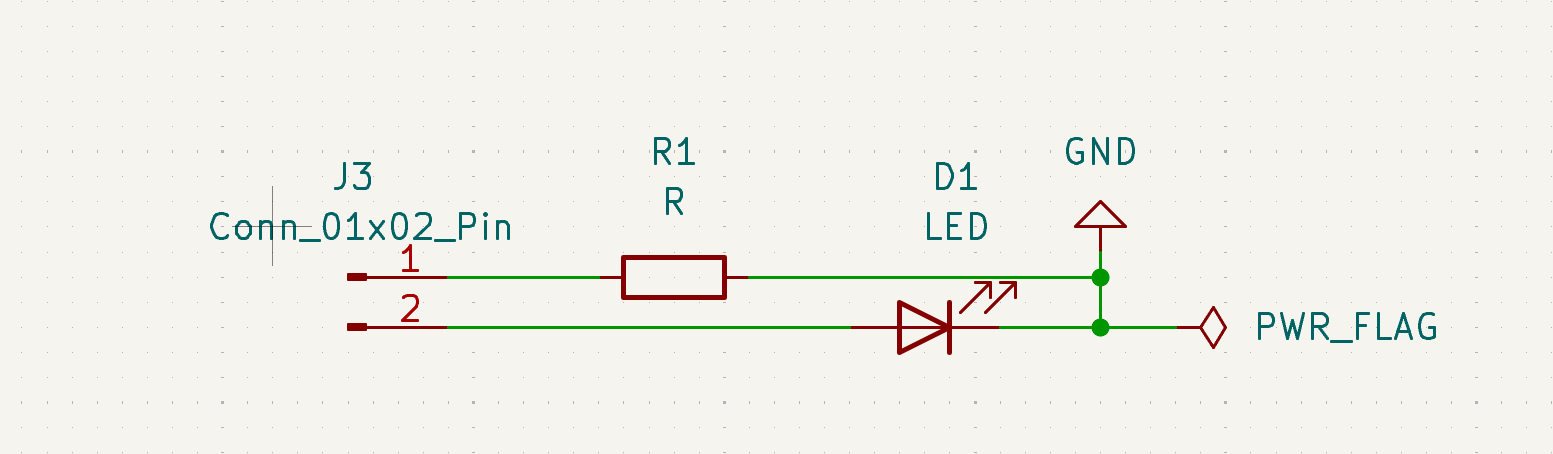 J3
Conn_01x02_Pin
1
2
R1
R
D1
LED
GND
PWR_FLAG